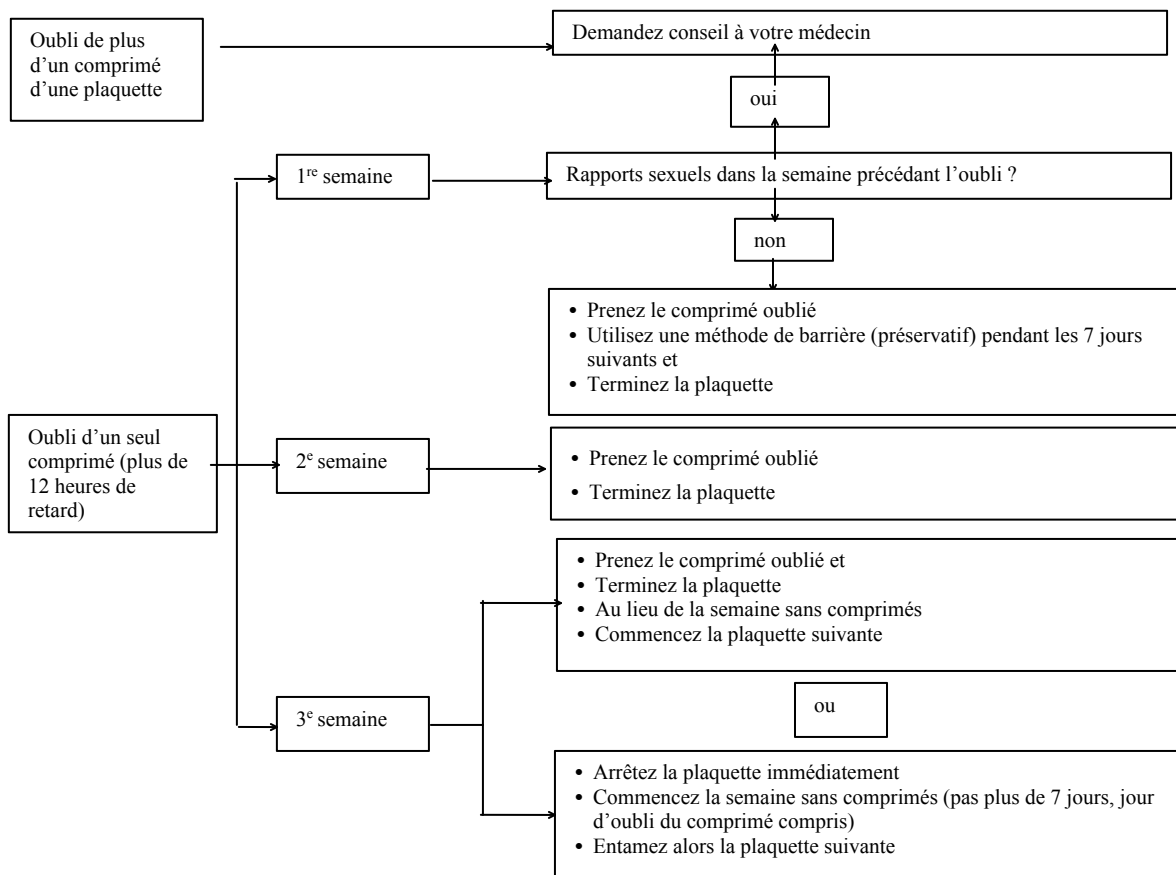 Oubli de plus
d’un comprimé
d’une plaquette
Demandez conseil à votre médecin
oui
1re semaine
Rapports sexuels dans la semaine précédant l’oubli ?
non
• Prenez le comprimé oublié
• Utilisez une méthode de barrière (préservatif) pendant les 7 jours
suivants et
• Terminez la plaquette
Oubli d’un seul
comprimé (plus de
12 heures de
retard)
2e semaine
• Prenez le comprimé oublié
• Terminez la plaquette
• Prenez le comprimé oublié et
• Terminez la plaquette
• Au lieu de la semaine sans comprimés
• Commencez la plaquette suivante
3e semaine
ou
• Arrêtez la plaquette immédiatement
• Commencez la semaine sans comprimés (pas plus de 7 jours, jour
d’oubli du comprimé compris)
• Entamez alors la plaquette suivante